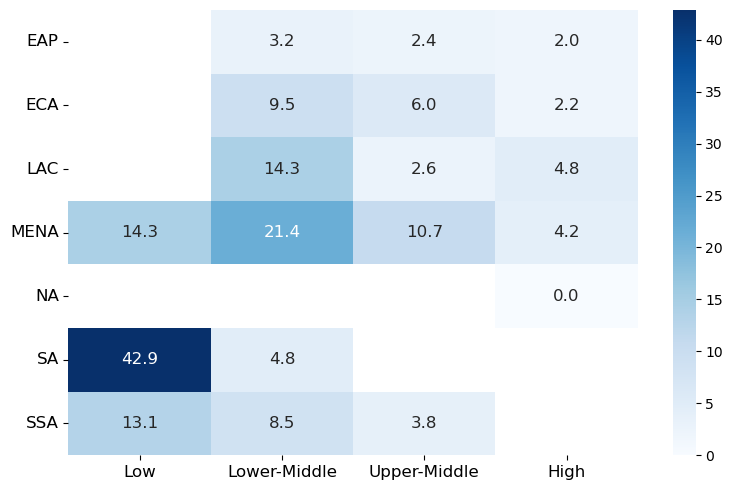 EAP 3.2 2.4 2.0
ECA 9.5 6.0 2.2
LAC 14.3 2.6 4.8
MENA 14.3 21.4 10.7 4.2
NA 0.0
SA 42.9 4.8
SSA 13.1 8.5 3.8
Low Lower-Middle Upper-Middle High
40
35
30
25
20
15
10
5
0